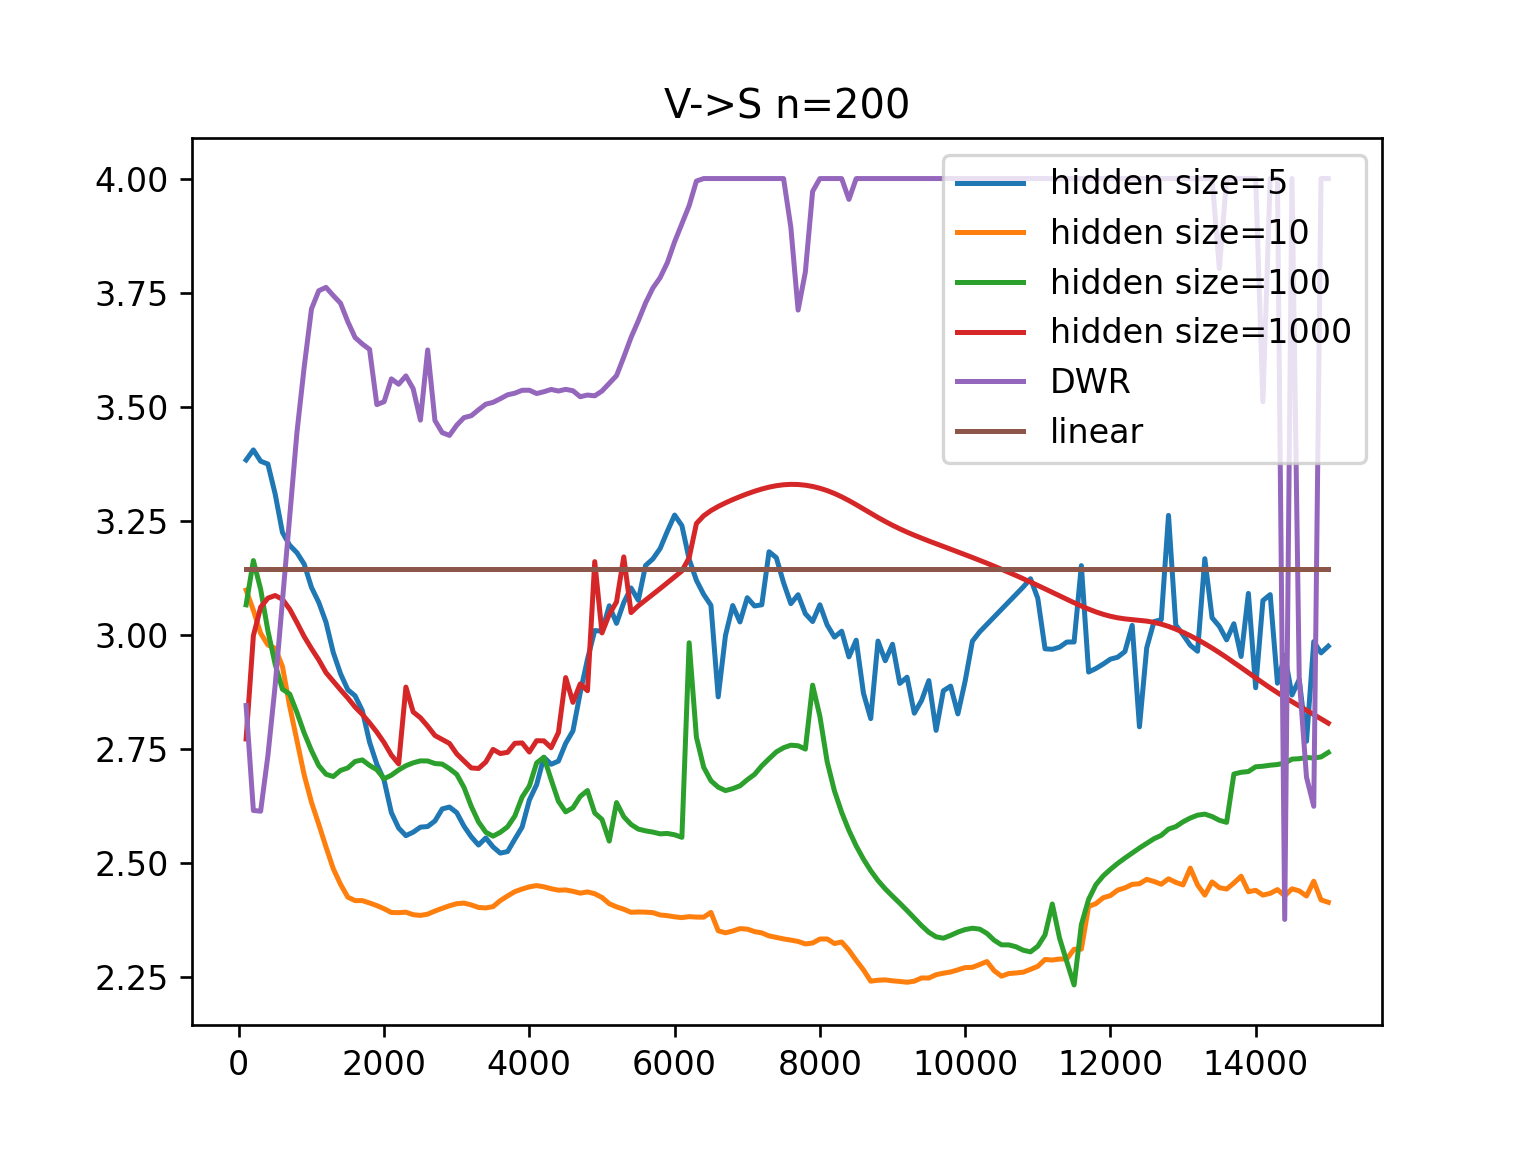 V->S n=200
4.00
3.75
3.50
3.25
3.00
2.75
2.50
2.25
0 2000 4000 6000 8000 10000 12000 14000
hidden size=5
hidden size=10
hidden size=100
hidden size=1000
DWR
linear